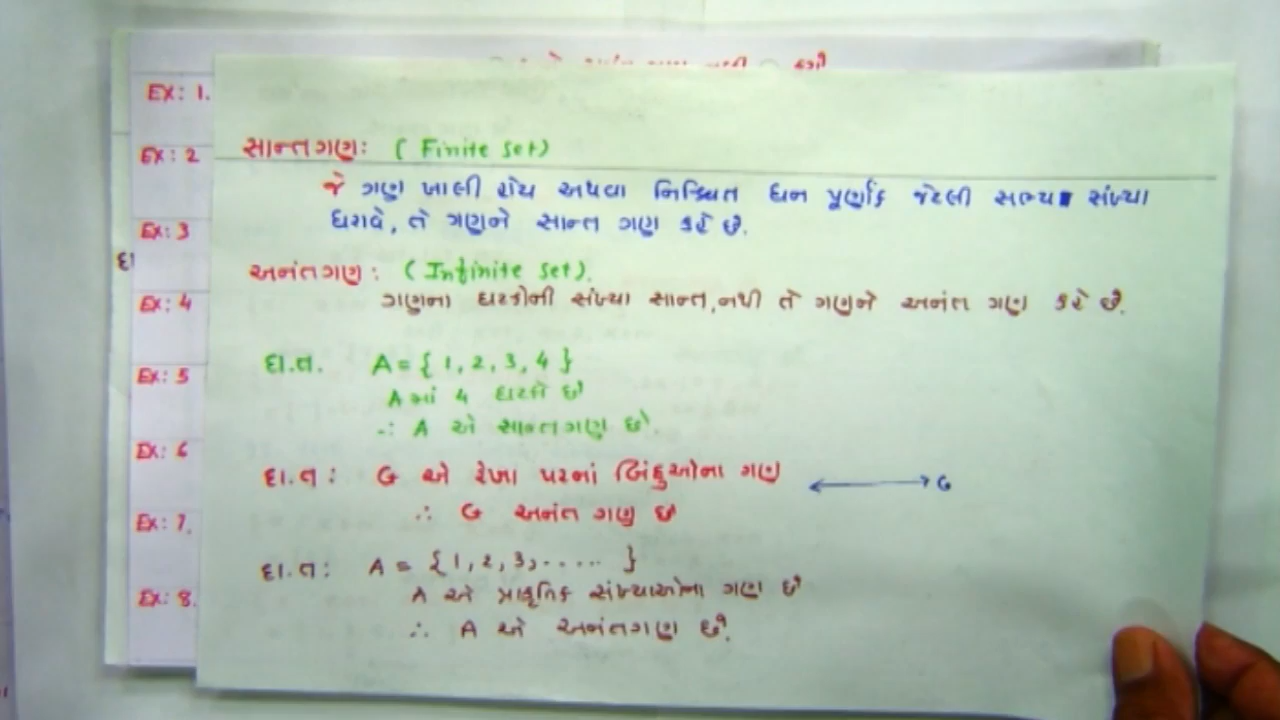 EX: 1.
EX: 2
EX: 3
EX: 4
EX: 5
EX: 6
EX: 7.
EX: 8.
સાન્તગણ: ( Finite Set)
જે ગણ ખાલી હોય અથવા નિશ્ચિત ધન પૂર્ણાંક જેટલી સભ્ય સંખ્યા
ધરાવે, તે ગણને સાન્ત ગણ કહે છે.
અનંતગણ: ( Infinite Set).
ગણના ઘટકોની સંખ્યા સાન્ત નથી તે ગણને અનંત ગણ કહે છે.
દા.ત. A = { 1, 2, 3, 4 }
A માં 4 ઘટકો છે
∴ A એ સાન્તગણ છે.
દા.ત: G એ રેખા પરનાં બિંદુઓના ગણ
G
∴ G અનંત ગણ છે
દા.ત: A = {1, 2, 3, ..... }
A એ પ્રાકૃતિક સંખ્યાઓના ગણ છે
∴ A એ અનંતગણ છે.